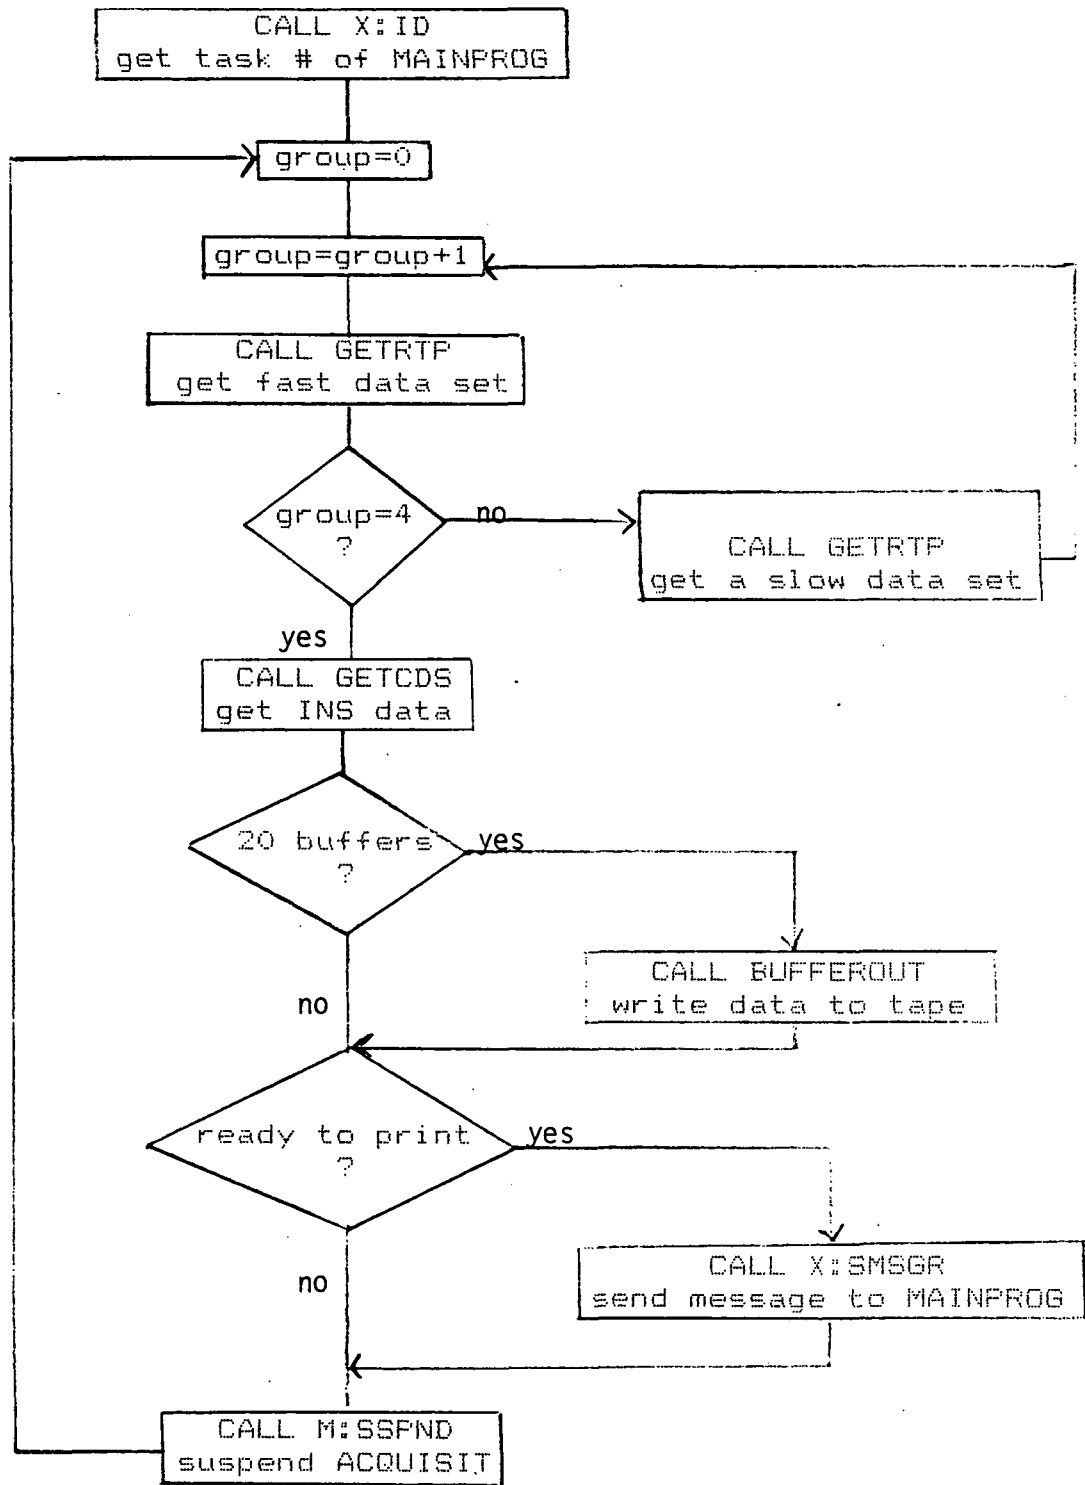 CALL X:ID
get task # of MAINPROG
group=0
group=group+1
CALL GETRTP
get fast data set
group=4
?
no
CALL GETRTP
get a slow data set
yes
CALL GETCDS
get INS data
20 buffers
?
yes
CALL BUFFEROUT
write data to tape
no
ready to print
?
yes
CALL X:SMSGR
send message to MAINPROG
no
CALL M:SSPND
suspend ACQUISIT